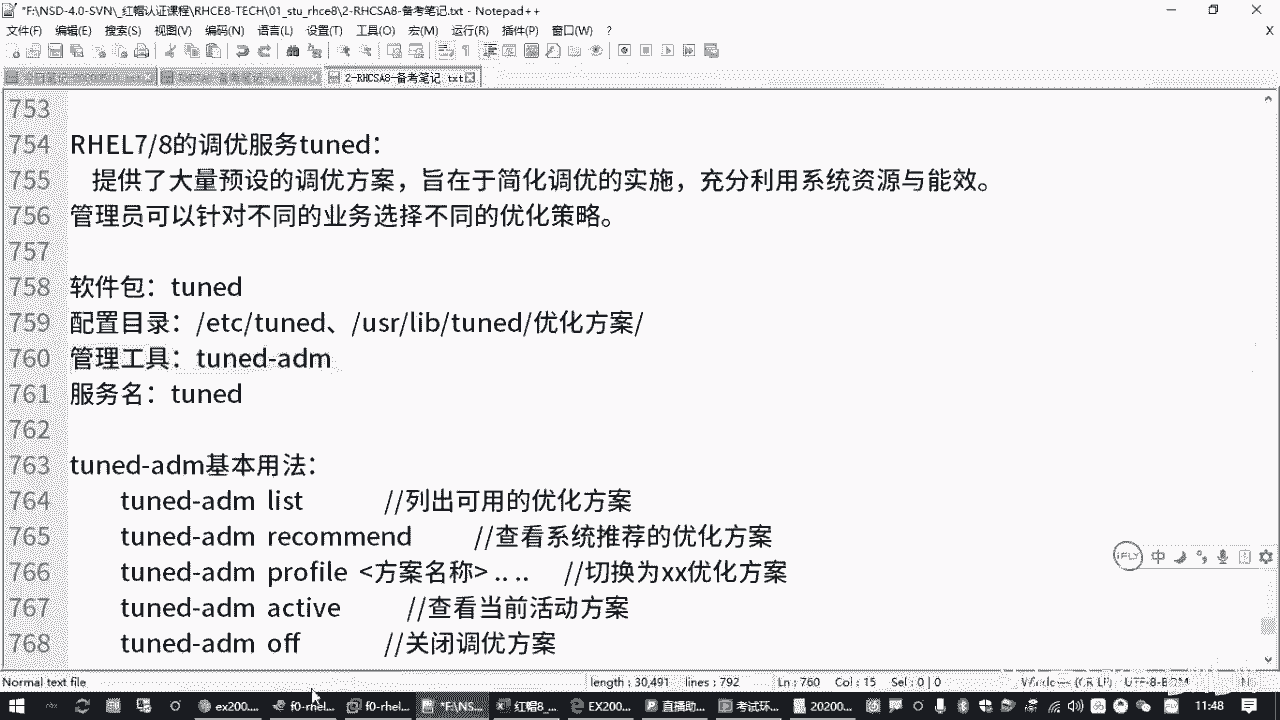 *F:\NSD-4.0-SVN\_红帽认证课程\RHCE8-TECH\01_stu_rhce8\2-RHCSA8-备考笔记.txt - Notepad++
文件(F) 编辑(E) 搜索(S) 视图(V) 编码(N) 语言(L) 设置(T) 工具(O) 宏(M) 运行(R) 插件(P) 窗口(W) ? X
2-RHCSA8-备考笔记.txt
753
754 RHEL7/8的调优服务tuned：
755 提供了大量预设的调优方案，旨在于简化调优的实施，充分利用系统资源与能效。
756 管理员可以针对不同的业务选择不同的优化策略。
757
758 软件包：tuned
759 配置目录：/etc/tuned、/usr/lib/tuned/优化方案/
760 管理工具：tuned-adm
761 服务名：tuned
762
763 tuned-adm基本用法：
764 tuned-adm list //列出可用的优化方案
765 tuned-adm recommend //查看系统推荐的优化方案
766 tuned-adm profile <方案名称> .. .. //切换为xx优化方案
767 tuned-adm active //查看当前活动方案
768 tuned-adm off //关闭调优方案
iFLY 中
Normal text file length : 30,491 lines : 792 Ln : 760 Col : 15 Sel : 0 | 0 Windows (CR LF) UTF-8-BOM
ex200... f0-rhel... f0-rhel... *F:\N... 红帽8_... EX200... 直播助... 考试环... 20200... 11:48